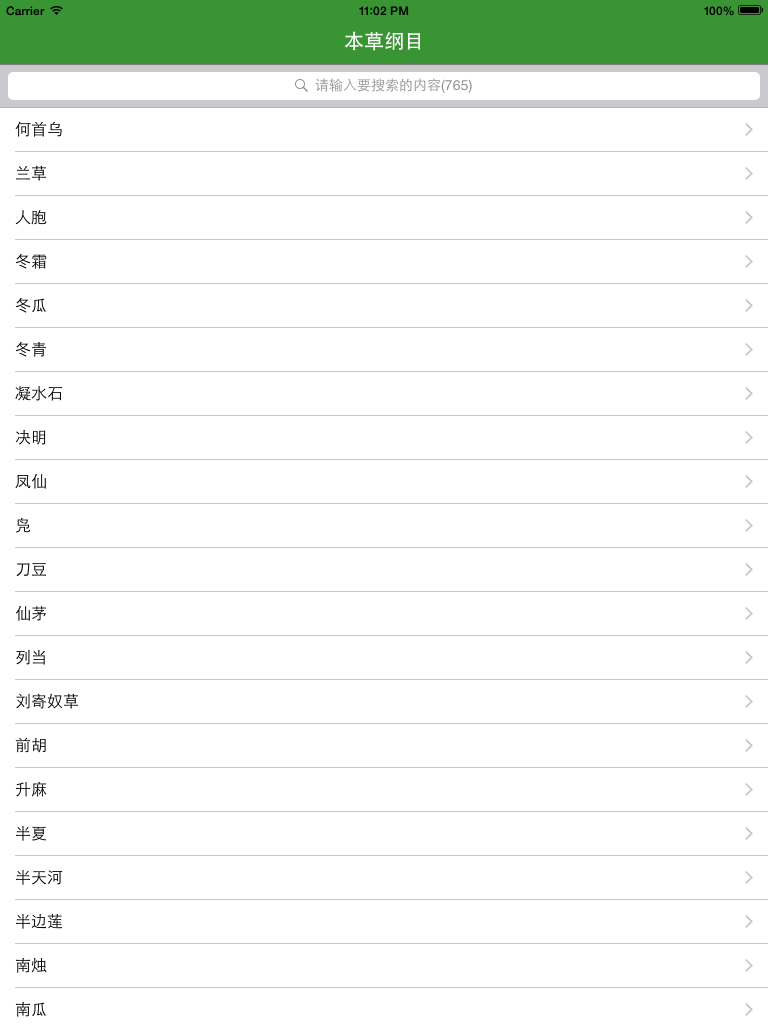 Carrier 11:02 PM 100%
本草纲目
请输入要搜索的内容(765)
何首乌
兰草
人胞
冬霜
冬瓜
冬青
凝水石
决明
凤仙
凫
刀豆
仙茅
列当
刘寄奴草
前胡
升麻
半夏
半天河
半边莲
南烛
南瓜